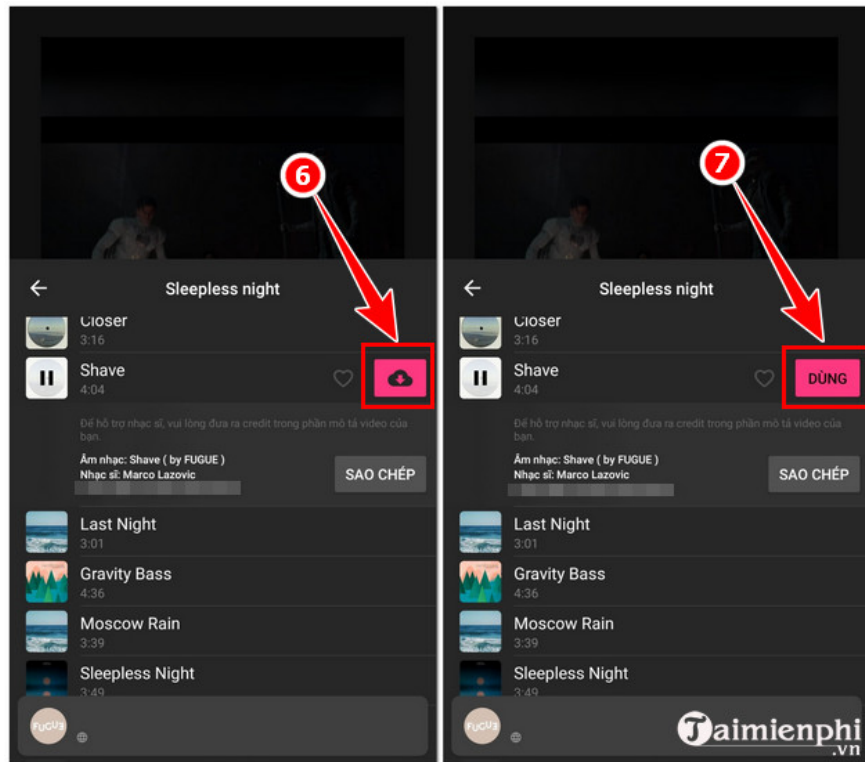 6
Sleepless night
Closer
3:16
Shave
4:04
Để hỗ trợ nhạc sĩ, vui lòng đưa ra credit trong phần mô tả video của
bạn.
Âm nhạc: Shave ( by FUGUE )
Nhạc sĩ: Marco Lazovic
SAO CHÉP
Last Night
3:01
Gravity Bass
4:36
Moscow Rain
3:39
Sleepless Night
3:49
FUGUE
7
Sleepless night
Closer
3:16
Shave
4:04
DÙNG
Để hỗ trợ nhạc sĩ, vui lòng đưa ra credit trong phần mô tả video của
bạn.
Âm nhạc: Shave ( by FUGUE )
Nhạc sĩ: Marco Lazovic
SAO CHÉP
Last Night
3:01
Gravity Bass
4:36
Moscow Rain
3:39
Sleepless Night
3:49
FUGUE
Taimienphi
.vn